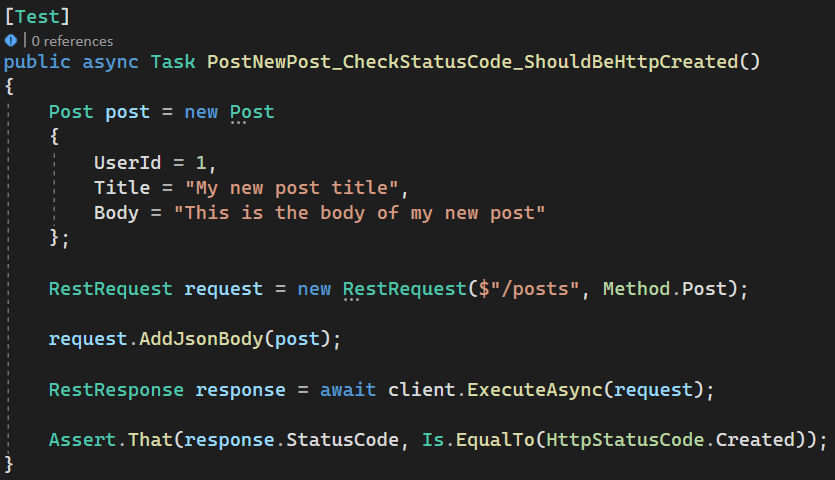 [Test]
| 0 references
public async Task PostNewPost_CheckStatusCode_ShouldBeHttpCreated()
{
    Post post = new Post
    {
        UserId = 1,
        Title = "My new post title",
        Body = "This is the body of my new post"
    };
    RestRequest request = new RestRequest($"/posts", Method.Post);
    request.AddJsonBody(post);
    RestResponse response = await client.ExecuteAsync(request);
    Assert.That(response.StatusCode, Is.EqualTo(HttpStatusCode.Created));
}